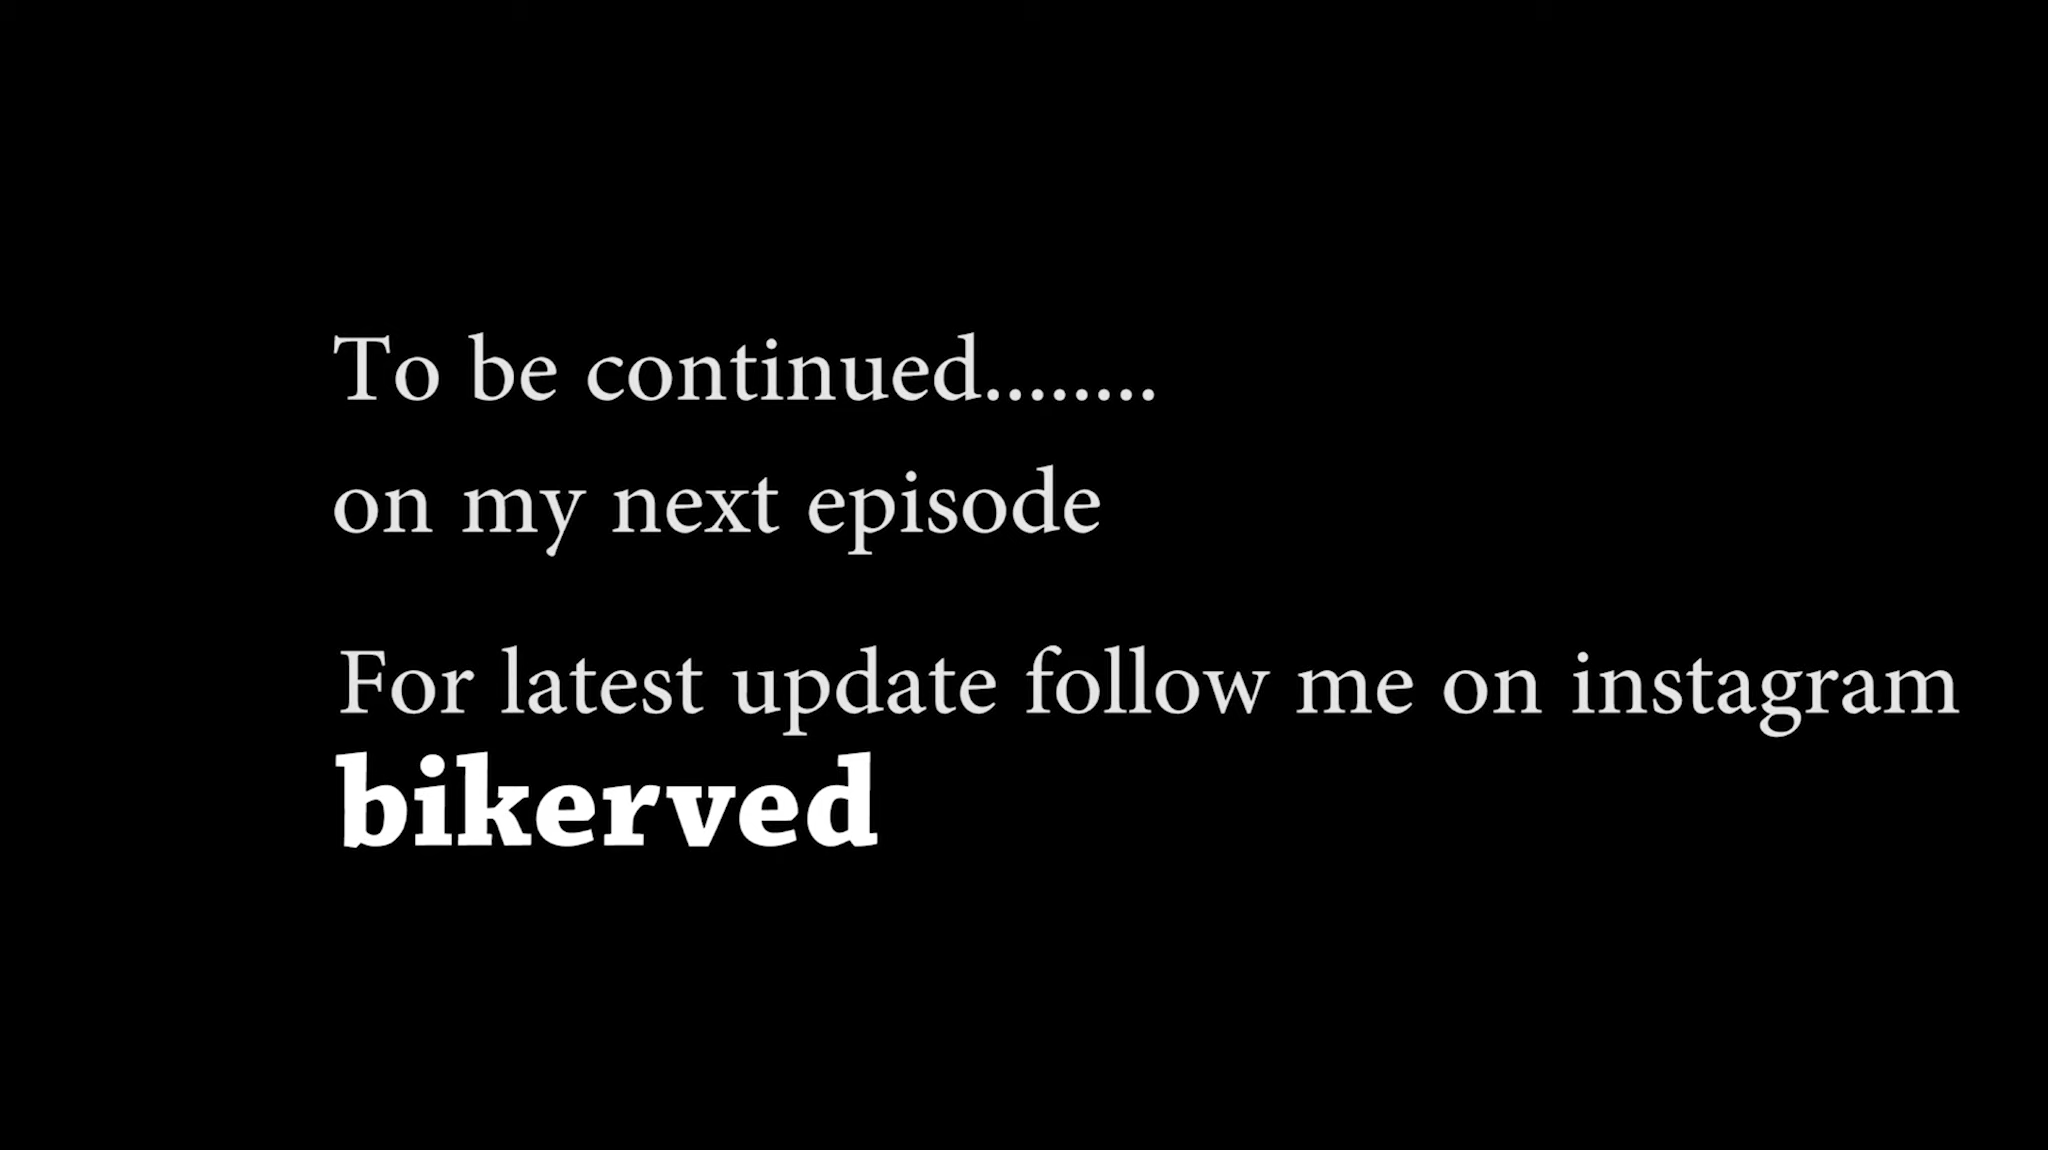 To be continued........
on my next episode
For latest update follow me on instagram
bikerved